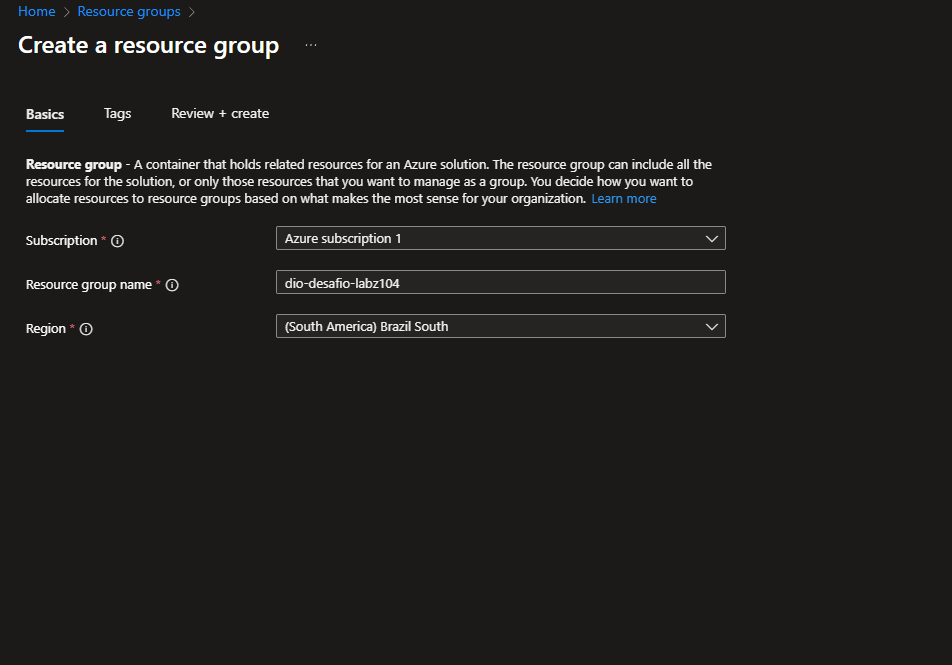 Home > Resource groups >
Create a resource group ...
Basics Tags Review + create
Resource group - A container that holds related resources for an Azure solution. The resource group can include all the
resources for the solution, or only those resources that you want to manage as a group. You decide how you want to
allocate resources to resource groups based on what makes the most sense for your organization. Learn more
Subscription * Azure subscription 1
Resource group name * dio-desafio-labz104
Region * (South America) Brazil South